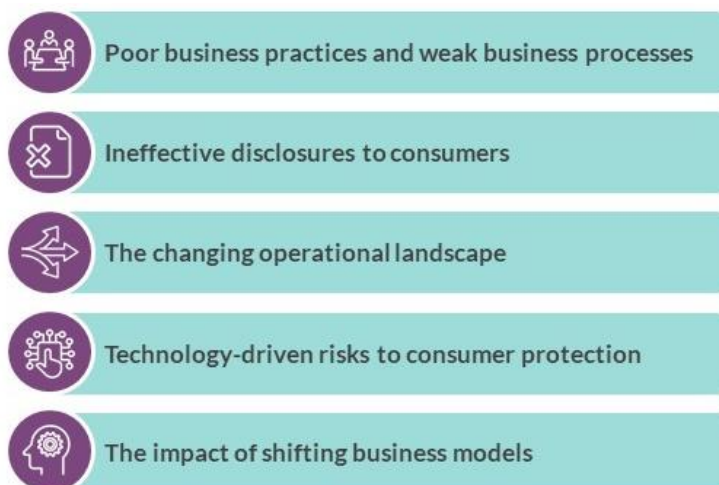 Poor business practices and weak business processes
Ineffective disclosures to consumers
The changing operational landscape
Technology-driven risks to consumer protection
The impact of shifting business models